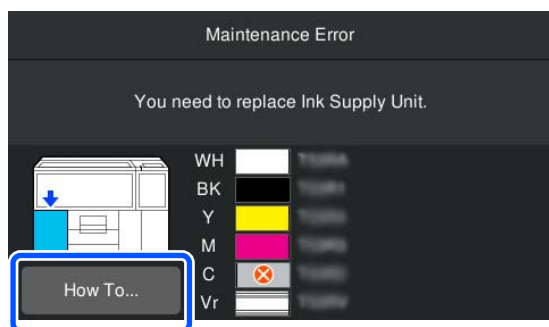 Maintenance Error
You need to replace Ink Supply Unit.
WH
BK
Y
M
C
Vr
How To...